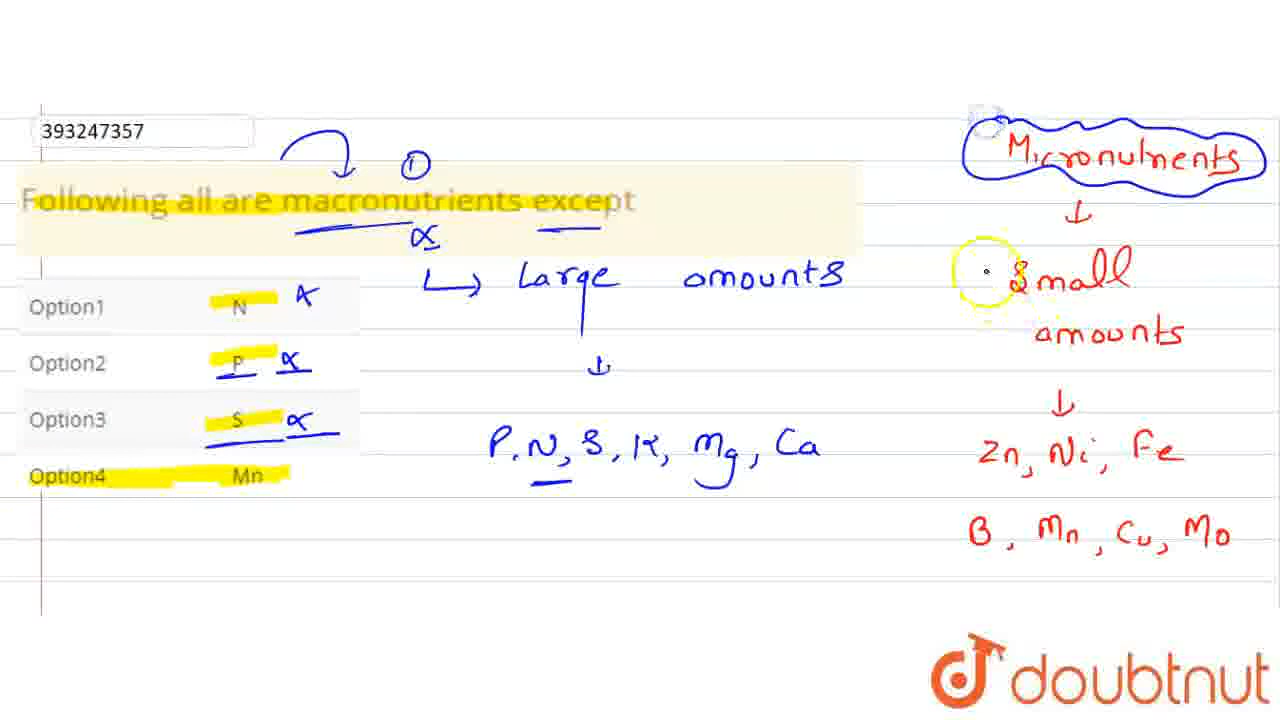 393247357
Following all are macronutrients except
①
Option1 N
Option2 P
Option3 S
Option4 Mn
Large amounts
P, N, S, K, Mg, Ca
Micronutrients
Small
amounts
Zn, Ni, Fe
B, Mn, Cu, Mo
doubtnut